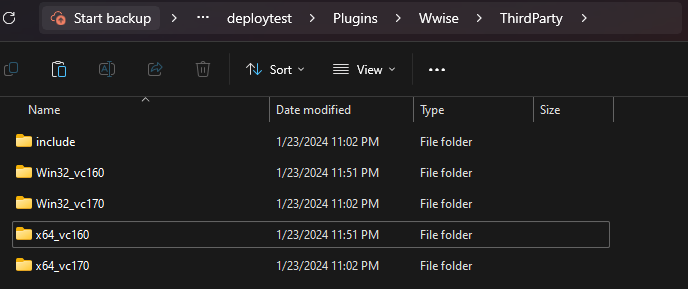 Start backup ··· deploytest Plugins Wwise ThirdParty
Sort View ···
Name Date modified Type Size
include 1/23/2024 11:02 PM File folder
Win32_vc160 1/23/2024 11:51 PM File folder
Win32_vc170 1/23/2024 11:02 PM File folder
x64_vc160 1/23/2024 11:51 PM File folder
x64_vc170 1/23/2024 11:02 PM File folder